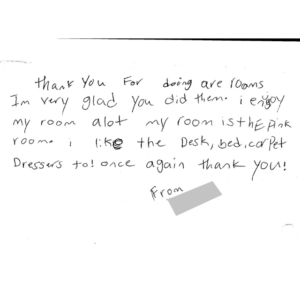 thank You For doing are rooms
Im very glad you did them. i enjoy
my room alot my room is thE Pink
room. i like the Desk, bed, carPet
Dressers to! once again thank you!
From